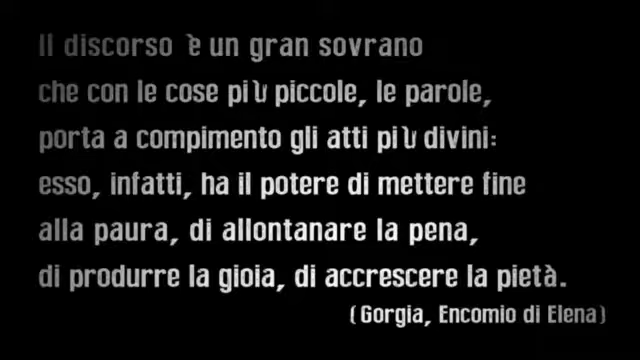 Il discorso è un gran sovrano
che con le cose più piccole, le parole,
porta a compimento gli atti più divini:
esso, infatti, ha il potere di mettere fine
alla paura, di allontanare la pena,
di produrre la gioia, di accrescere la pietà.
(Gorgia, Encomio di Elena)